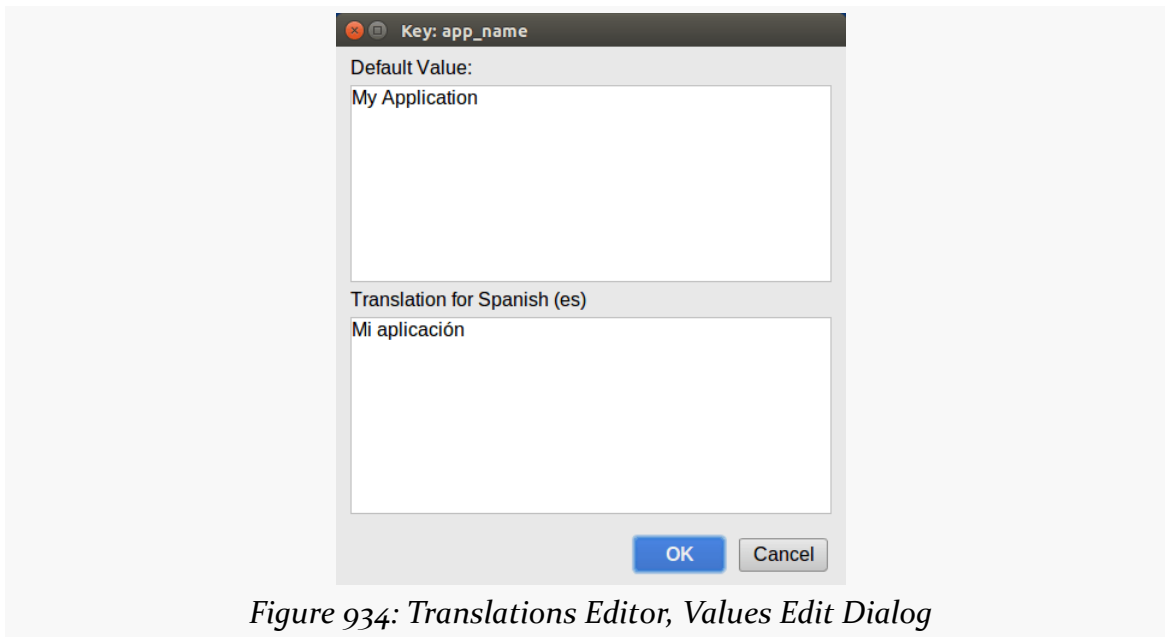 Key: app_name
Default Value:
My Application
Translation for Spanish (es)
Mi aplicación
OK Cancel
Figure 934: Translations Editor, Values Edit Dialog